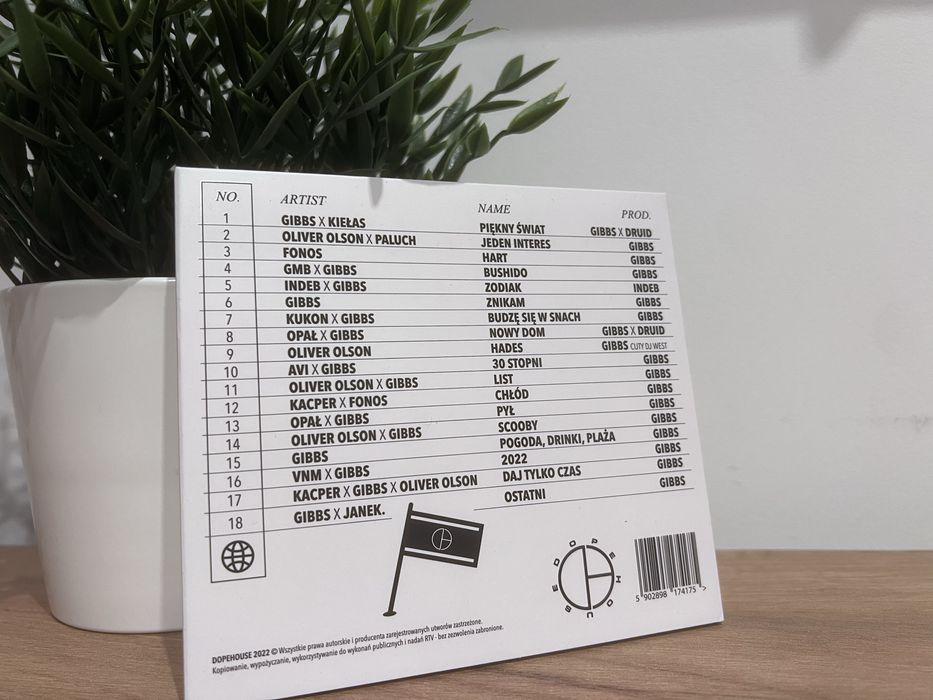 NO. ARTIST NAME PROD.
1 GIBBS X KIEŁAS PIĘKNY ŚWIAT GIBBS X DRUID
2 OLIVER OLSON X PALUCH JEDEN INTERES GIBBS
3 FONOS HART GIBBS
4 GMB X GIBBS BUSHIDO GIBBS
5 INDEB X GIBBS ZODIAK INDEB
6 GIBBS ZNIKAM GIBBS
7 KUKON X GIBBS BUDZĘ SIĘ W SNACH GIBBS
8 OPAŁ X GIBBS NOWY DOM GIBBS X DRUID
9 OLIVER OLSON HADES GIBBS CUTY DJ WEST
10 AVI X GIBBS 30 STOPNI GIBBS
11 OLIVER OLSON X GIBBS LIST GIBBS
12 KACPER X FONOS CHŁÓD GIBBS
13 OPAŁ X GIBBS PYŁ GIBBS
14 OLIVER OLSON X GIBBS SCOOBY GIBBS
15 GIBBS POGODA, DRINKI, PLAŻA GIBBS
16 VNM X GIBBS 2022 GIBBS
17 KACPER X GIBBS X OLIVER OLSON DAJ TYLKO CZAS GIBBS
18 GIBBS X JANEK. OSTATNI GIBBS
DOPEHOUSE
5 902898 174175 >
DOPEHOUSE 2022 © Wszystkie prawa autorskie i producenta zarejestrowanych utworów zastrzeżone.
Kopiowanie, wypożyczanie, wykorzystywanie do wykonań publicznych i nadań RTV - bez zezwolenia zabronione.